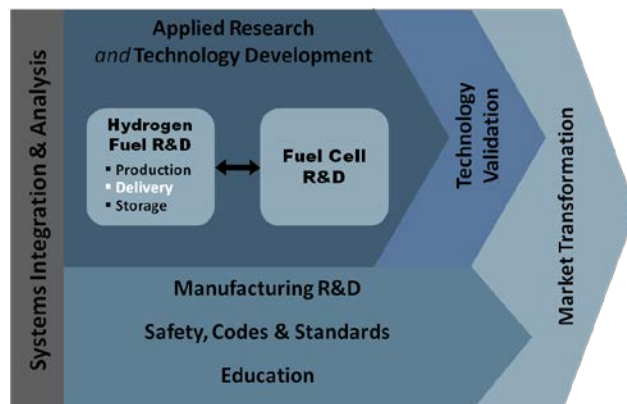 Systems Integration & Analysis
Applied Research
and Technology Development
Hydrogen
Fuel R&D
▪ Production
▪ Delivery
▪ Storage
Fuel Cell
R&D
Technology
Validation
Market Transformation
Manufacturing R&D
Safety, Codes & Standards
Education